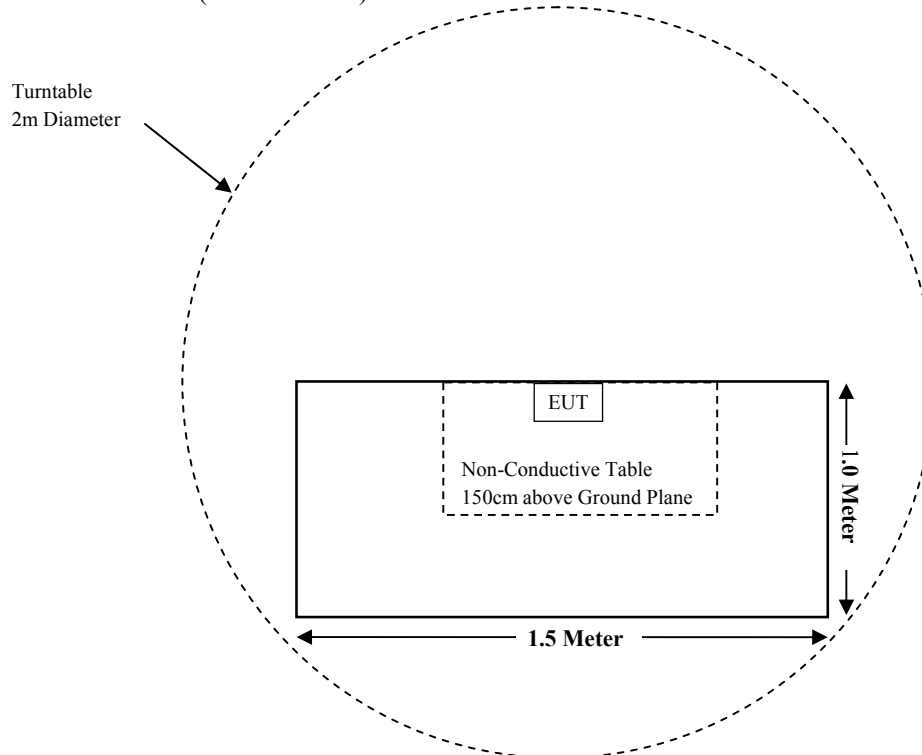 Turntable
2m Diameter
EUT
Non-Conductive Table
150cm above Ground Plane
1.0 Meter
1.5 Meter